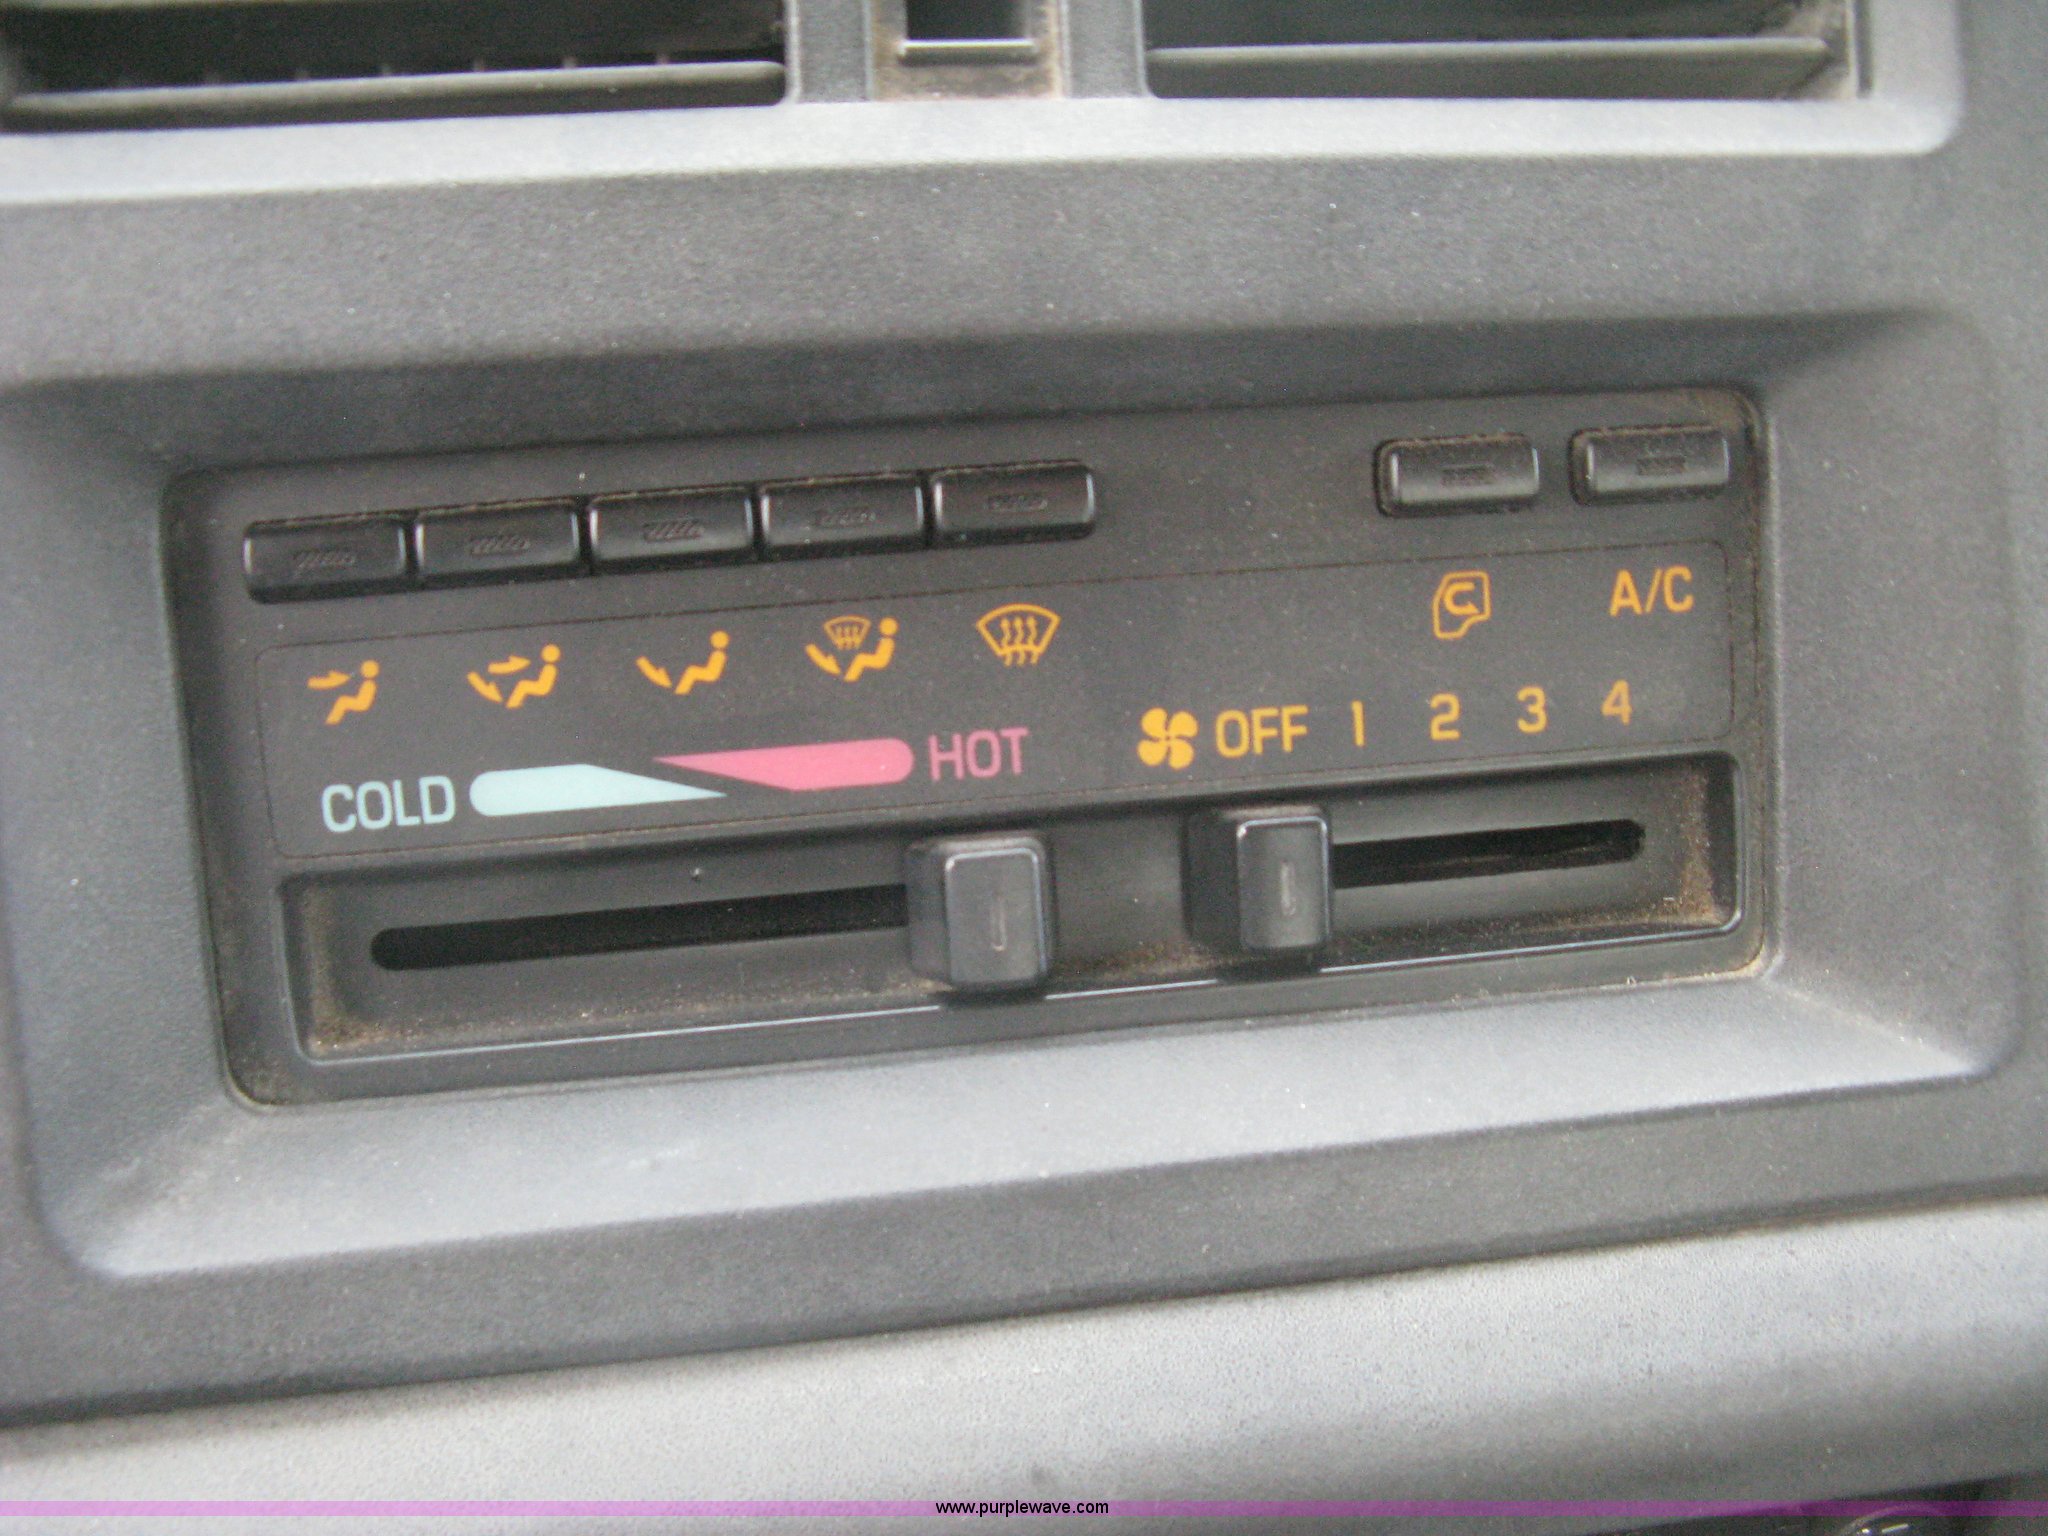 A/C
OFF 1 2 3 4
COLD HOT
www.purplewave.com